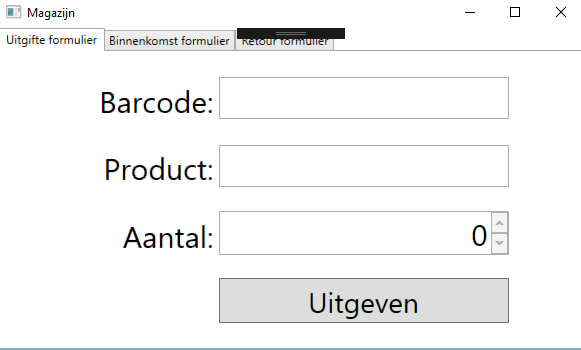 Magazijn
Uitgifte formulier Binnenkomst formulier Retour formulier
Barcode:
Product:
Aantal: 0
Uitgeven